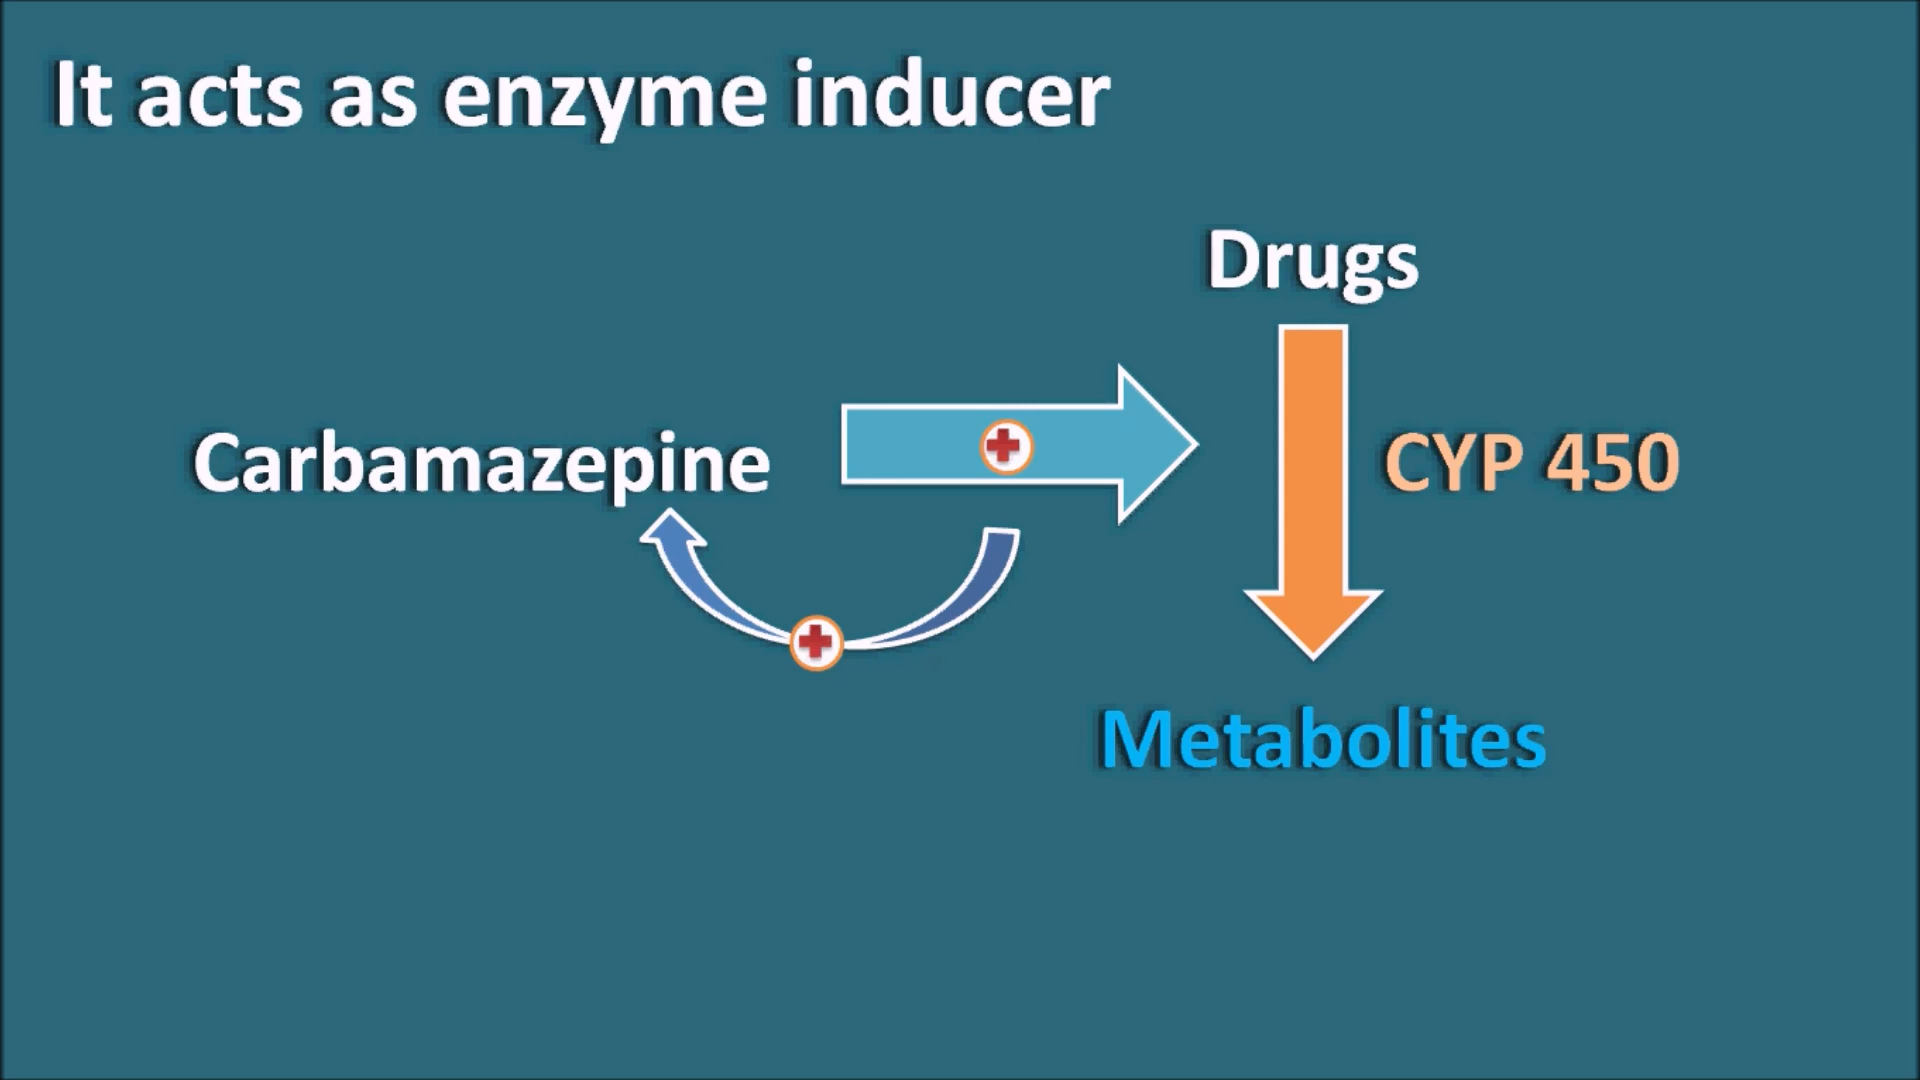 It acts as enzyme inducer
Drugs
Carbamazepine
CYP 450
Metabolites